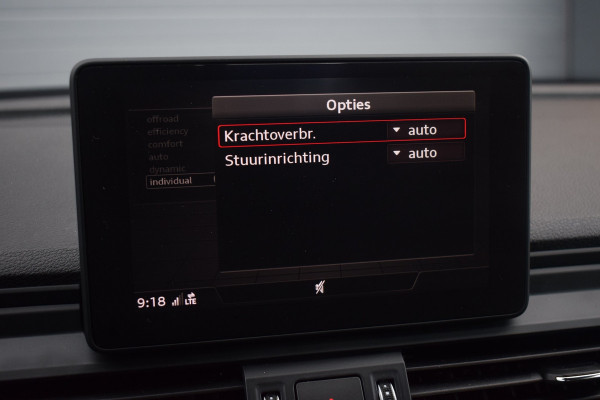 Opties
offroad
efficiency
comfort
auto
dynamic
individual
Krachtoverbr. auto
Stuurinrichting auto
9:18 LTE